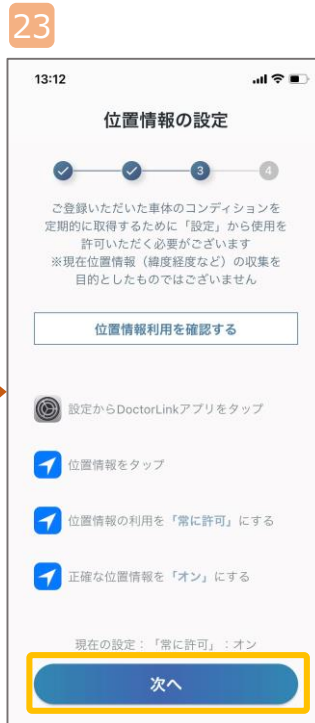 23
13:12
位置情報の設定
3
4
ご登録いただいた車体のコンディションを
定期的に取得するために「設定」から使用を
許可いただく必要がございます
※現在位置情報（緯度経度など）の収集を
目的としたものではございません
位置情報利用を確認する
設定からDoctorLinkアプリをタップ
位置情報をタップ
位置情報の利用を「常に許可」にする
正確な位置情報を「オン」にする
現在の設定：「常に許可」：オン
次へ